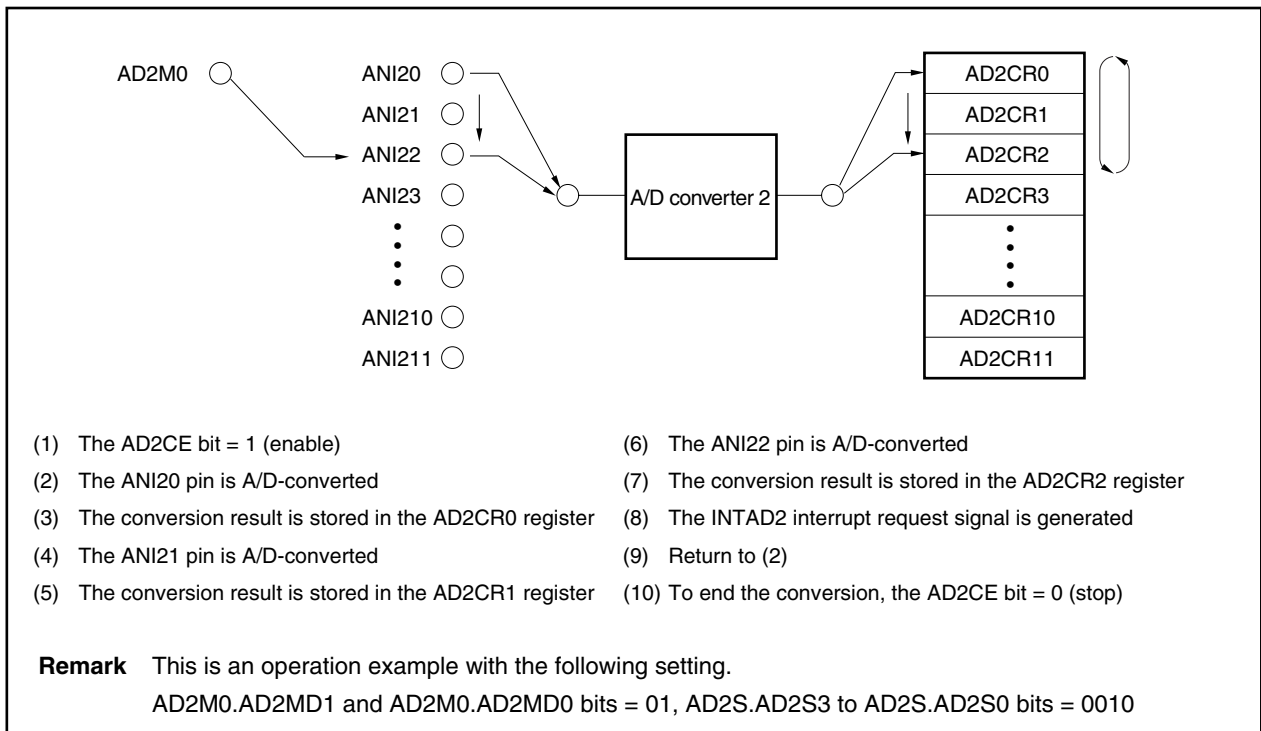 AD2M0
ANI20
ANI21
ANI22
ANI23
ANI210
ANI211
A/D converter 2
AD2CR0
AD2CR1
AD2CR2
AD2CR3
AD2CR10
AD2CR11
(1) The AD2CE bit = 1 (enable)
(2) The ANI20 pin is A/D-converted
(3) The conversion result is stored in the AD2CR0 register
(4) The ANI21 pin is A/D-converted
(5) The conversion result is stored in the AD2CR1 register
(6) The ANI22 pin is A/D-converted
(7) The conversion result is stored in the AD2CR2 register
(8) The INTAD2 interrupt request signal is generated
(9) Return to (2)
(10) To end the conversion, the AD2CE bit = 0 (stop)
Remark This is an operation example with the following setting.
AD2M0.AD2MD1 and AD2M0.AD2MD0 bits = 01, AD2S.AD2S3 to AD2S.AD2S0 bits = 0010